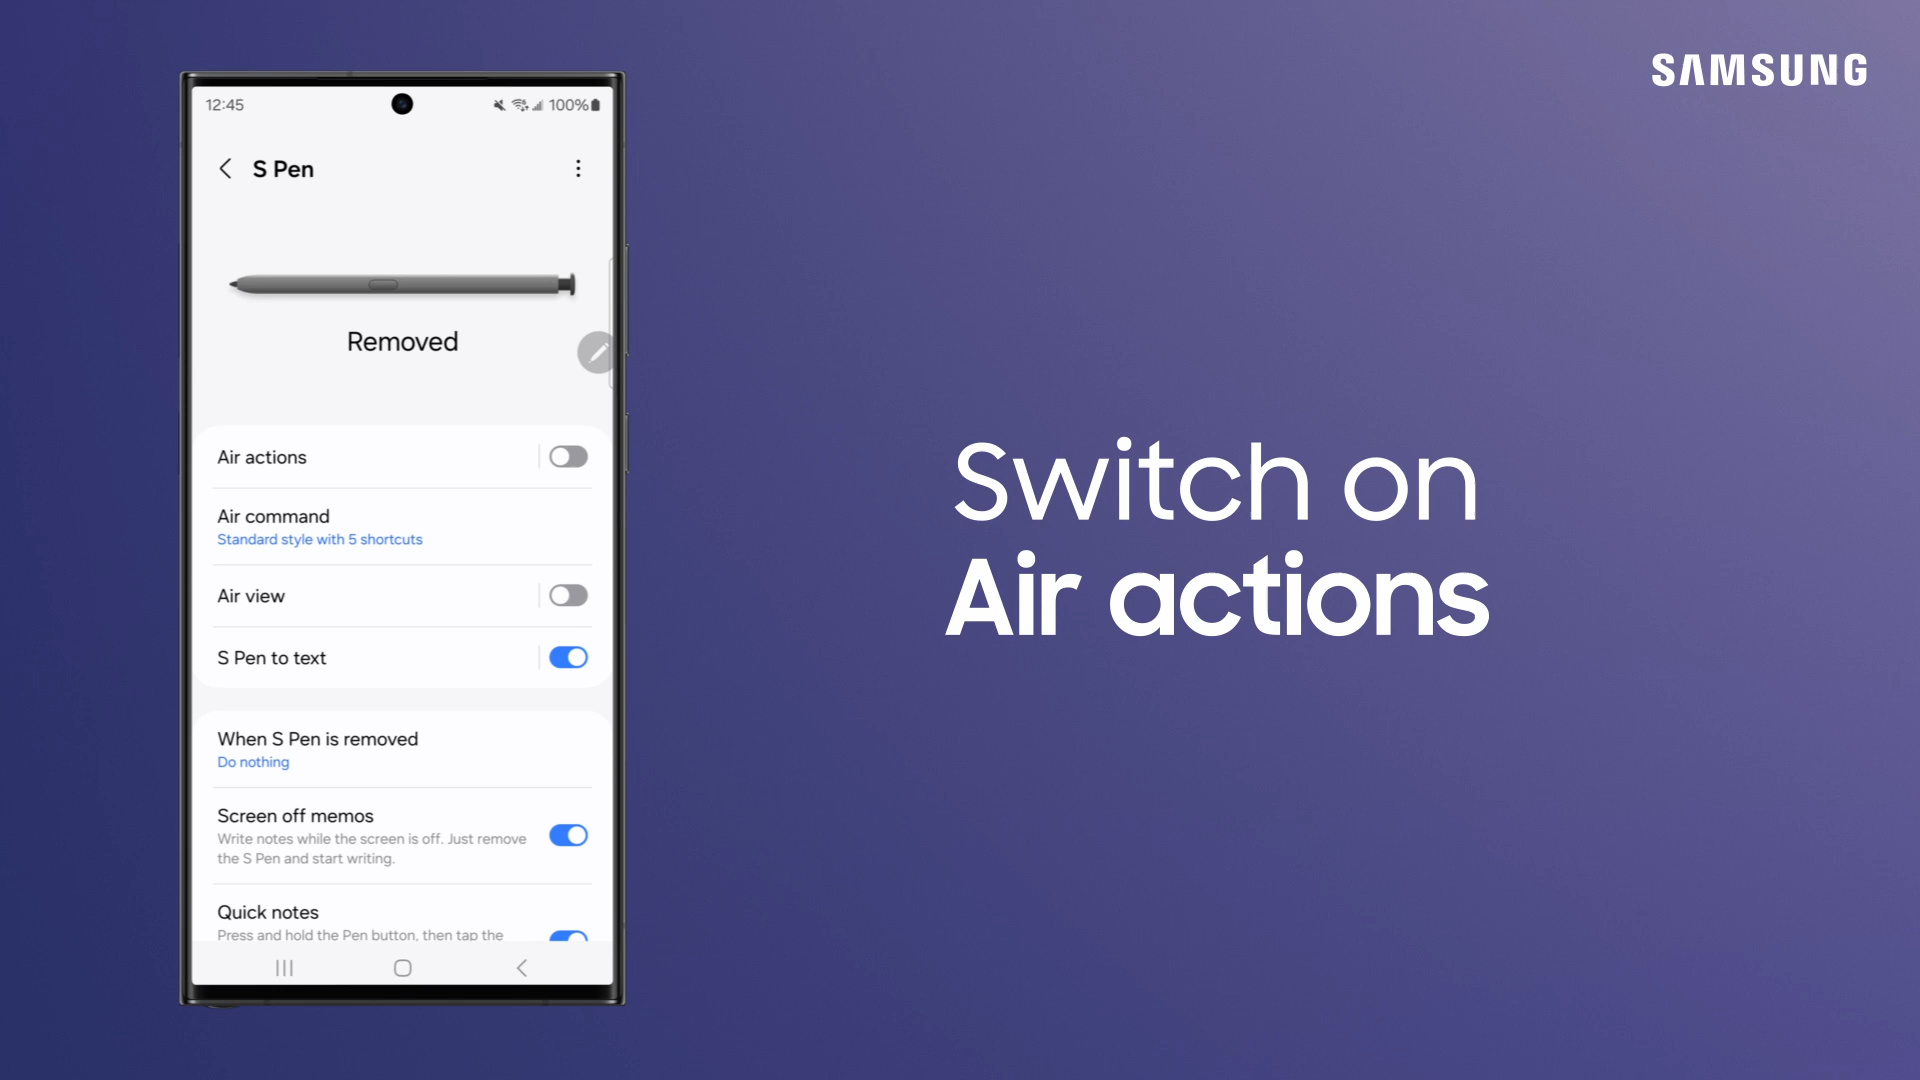 SAMSUNG
12:45
100%
S Pen
Removed
Air actions
Air command
Standard style with 5 shortcuts
Air view
S Pen to text
When S Pen is removed
Do nothing
Screen off memos
Write notes while the screen is off. Just remove
the S Pen and start writing.
Quick notes
Press and hold the Pen button, then tap the
Switch on
Air actions